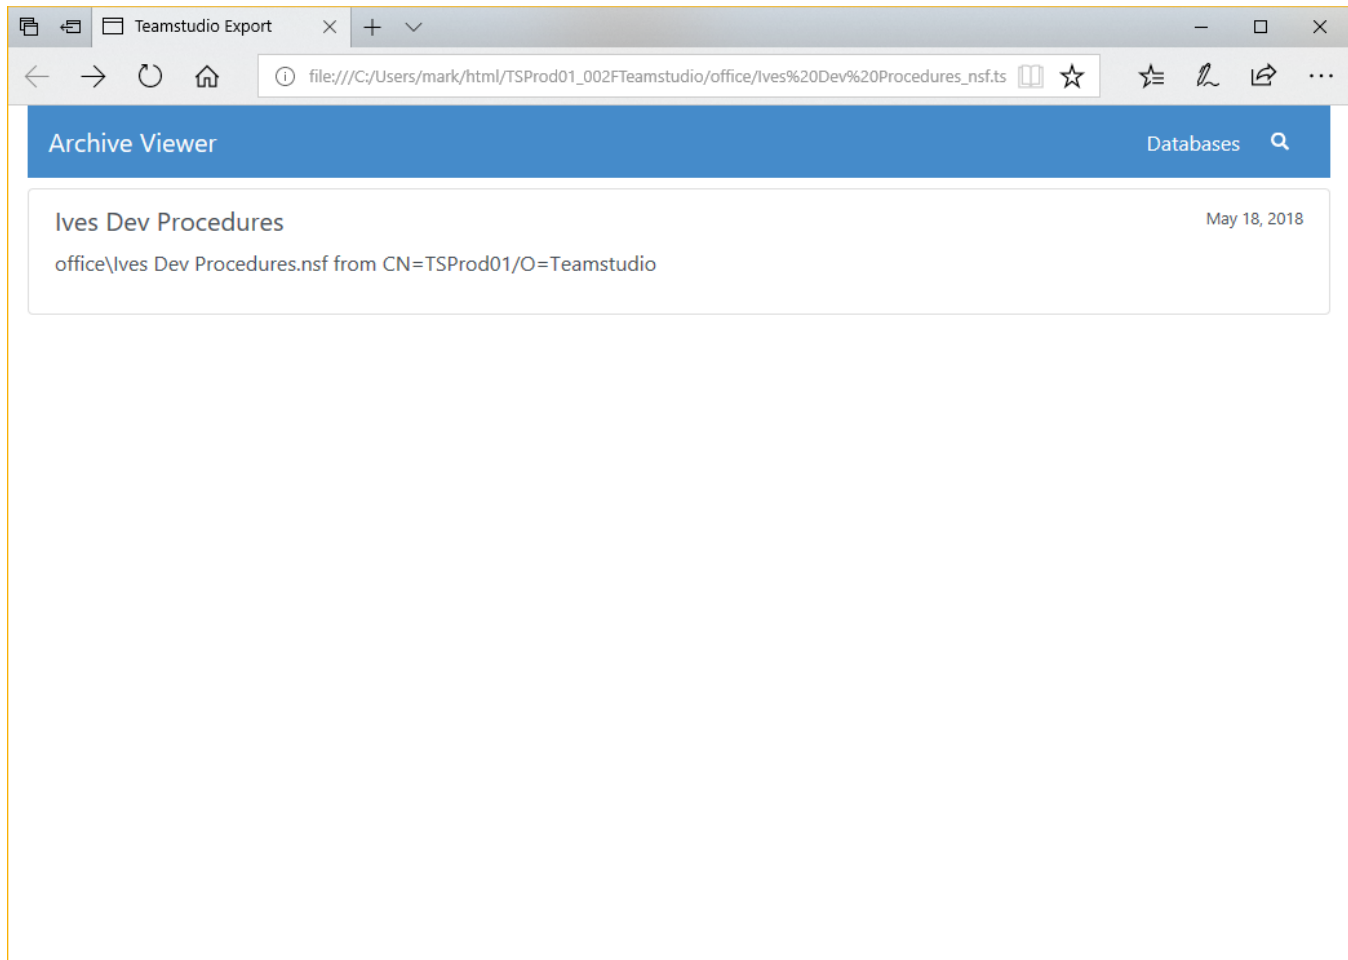 Teamstudio Export
file:///C:/Users/mark/html/TSProd01_002FTeamstudio/office/Ives%20Dev%20Procedures_nsf.ts
Archive Viewer
Databases
Ives Dev Procedures
May 18, 2018
office\Ives Dev Procedures.nsf from CN=TSProd01/O=Teamstudio